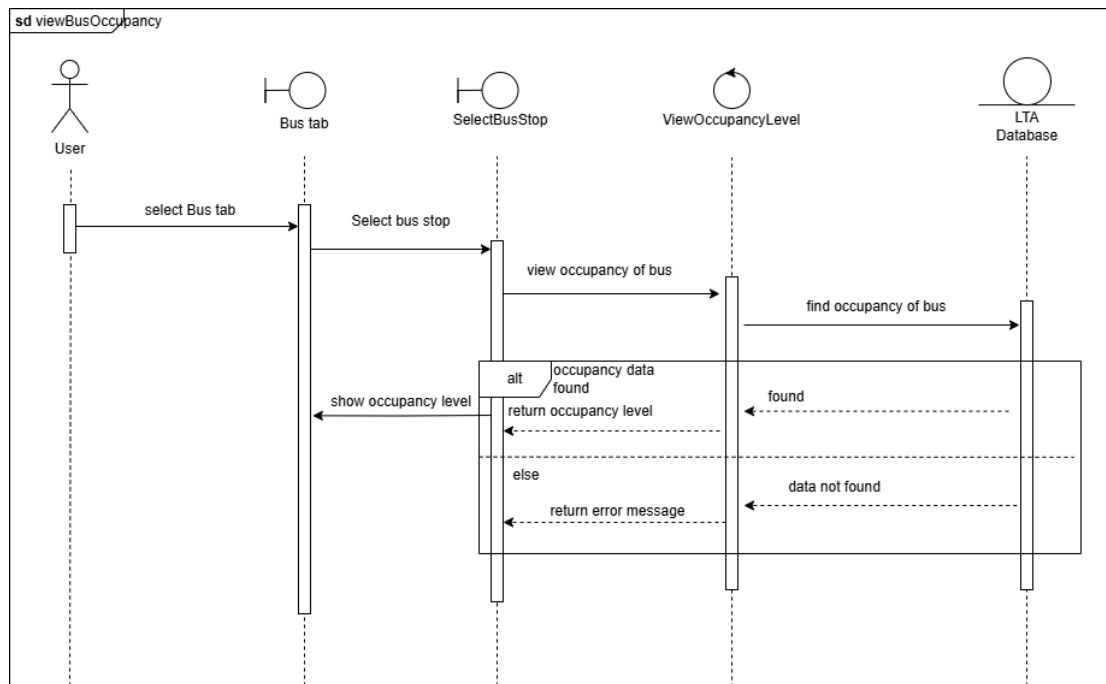 sd viewBusOccupancy
User
Bus tab
SelectBusStop
ViewOccupancyLevel
LTA
Database
select Bus tab
Select bus stop
view occupancy of bus
find occupancy of bus
alt
occupancy data
found
show occupancy level
found
return occupancy level
else
data not found
return error message